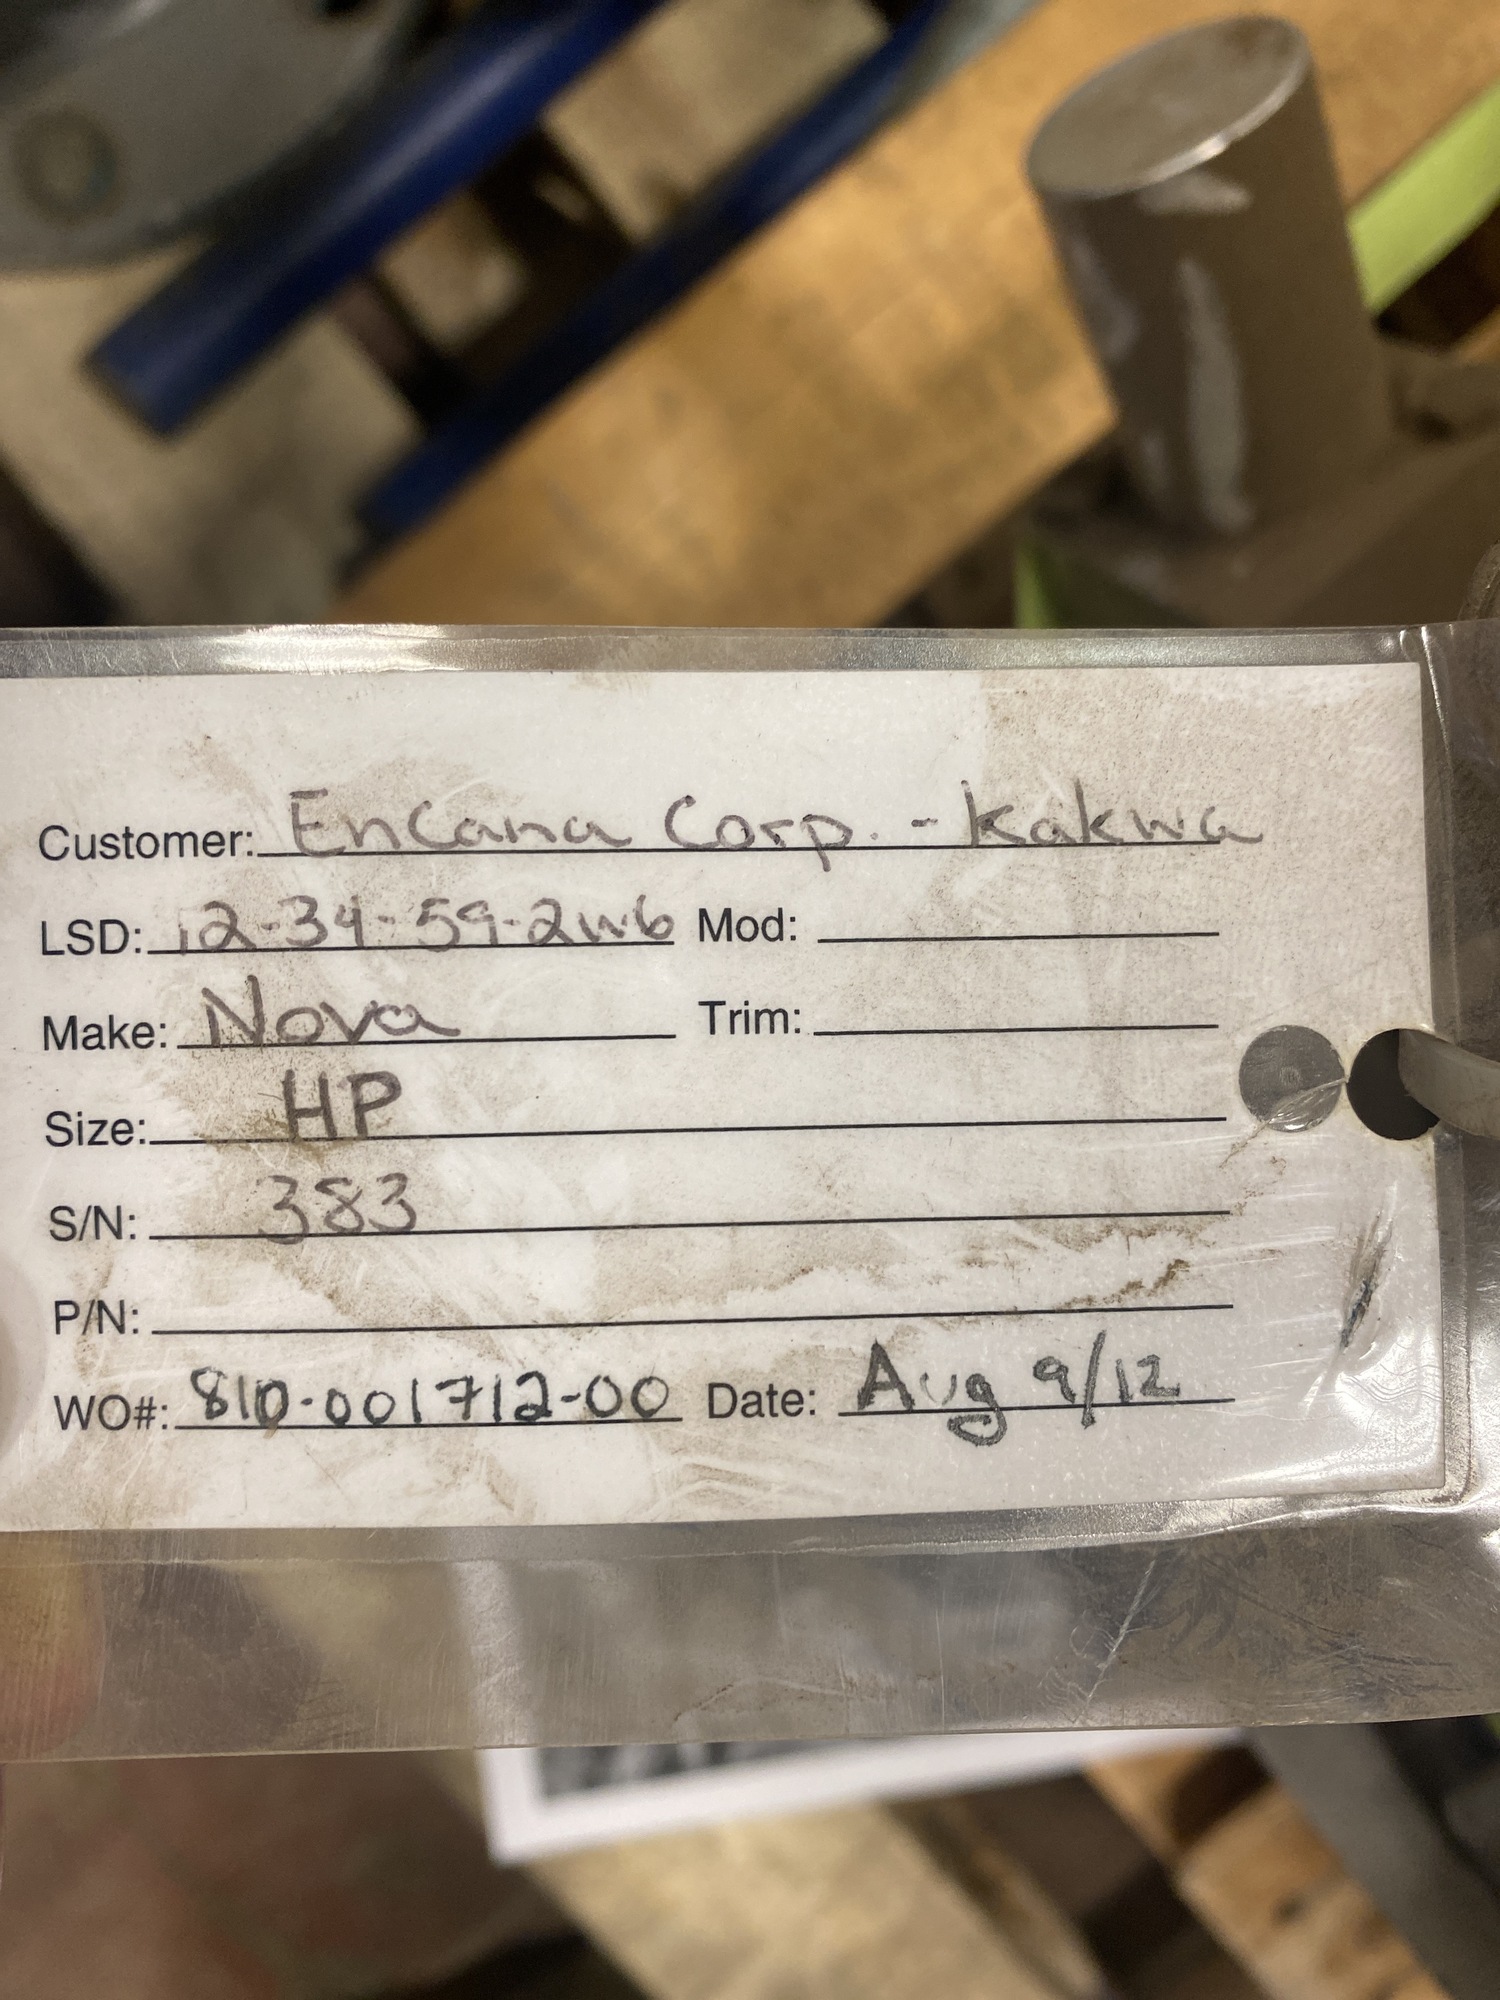 Customer: EnCana Corp. - Kakwa
LSD: 12-34-59-2w6 Mod:
Make: Nova Trim:
Size: HP
S/N: 383
P/N:
WO#: 810-001712-00 Date: Aug 9/12